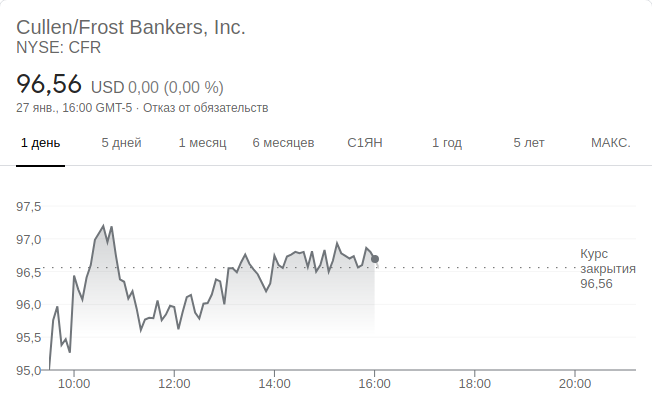 Cullen/Frost Bankers, Inc.
NYSE: CFR
96,56 USD 0,00 (0,00 %)
27 янв., 16:00 GMT-5 · Отказ от обязательств
1 день 5 дней 1 месяц 6 месяцев С1ЯН 1 год 5 лет МАКС.
97,5
97,0
96,5
96,0
95,5
95,0
Курс
закрытия
96,56
10:00 12:00 14:00 16:00 18:00 20:00